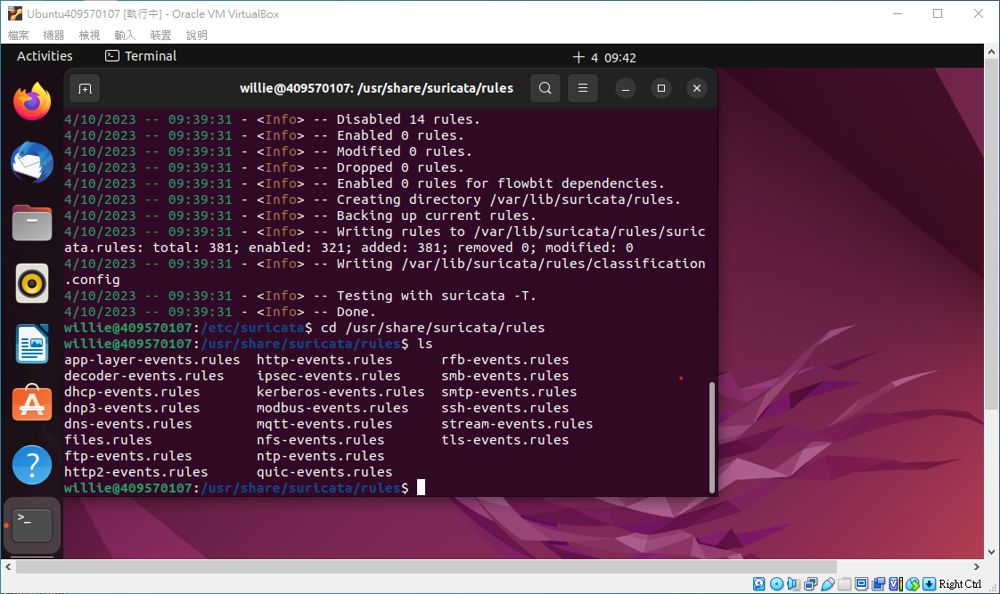 Ubuntu409570107 [執行中] - Oracle VM VirtualBox
檔案 機器 檢視 輸入 裝置 說明
Activities Terminal 十 4 09:42
willie@409570107: /usr/share/suricata/rules
4/10/2023 -- 09:39:31 - <Info> -- Disabled 14 rules.
4/10/2023 -- 09:39:31 - <Info> -- Enabled 0 rules.
4/10/2023 -- 09:39:31 - <Info> -- Modified 0 rules.
4/10/2023 -- 09:39:31 - <Info> -- Dropped 0 rules.
4/10/2023 -- 09:39:31 - <Info> -- Enabled 0 rules for flowbit dependencies.
4/10/2023 -- 09:39:31 - <Info> -- Creating directory /var/lib/suricata/rules.
4/10/2023 -- 09:39:31 - <Info> -- Backing up current rules.
4/10/2023 -- 09:39:31 - <Info> -- Writing rules to /var/lib/suricata/rules/suric
ata.rules: total: 381; enabled: 321; added: 381; removed 0; modified: 0
4/10/2023 -- 09:39:31 - <Info> -- Writing /var/lib/suricata/rules/classification
.config
4/10/2023 -- 09:39:31 - <Info> -- Testing with suricata -T.
4/10/2023 -- 09:39:31 - <Info> -- Done.
willie@409570107:/etc/suricata$ cd /usr/share/suricata/rules
willie@409570107:/usr/share/suricata/rules$ ls
app-layer-events.rules http-events.rules rfb-events.rules
decoder-events.rules ipsec-events.rules smb-events.rules
dhcp-events.rules kerberos-events.rules smtp-events.rules
dnp3-events.rules modbus-events.rules ssh-events.rules
dns-events.rules mqtt-events.rules stream-events.rules
files.rules nfs-events.rules tls-events.rules
ftp-events.rules ntp-events.rules
http2-events.rules quic-events.rules
willie@409570107:/usr/share/suricata/rules$
Right Ctrl